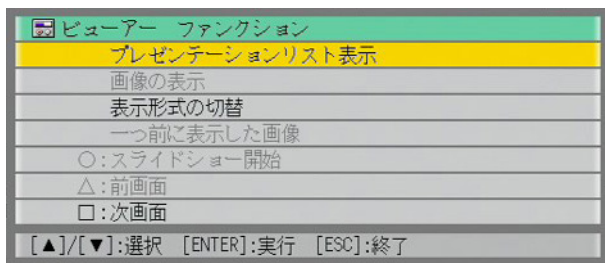 ビューアー ファンクション
プレゼンテーションリスト表示
画像の表示
表示形式の切替
一つ前に表示した画像
○:スライドショー開始
△:前画面
□:次画面
[▲]/[▼]:選択 [ENTER]:実行 [ESC]:終了